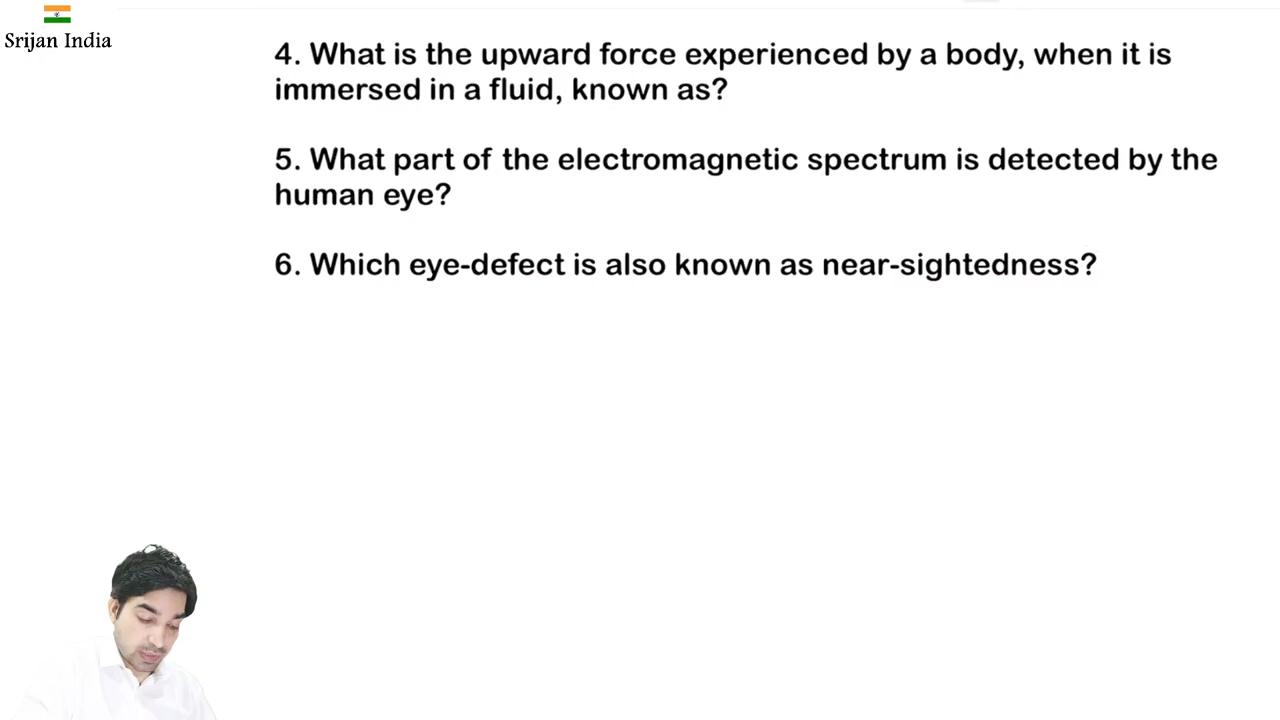 Srijan India
4. What is the upward force experienced by a body, when it is
immersed in a fluid, known as?
5. What part of the electromagnetic spectrum is detected by the
human eye?
6. Which eye-defect is also known as near-sightedness?